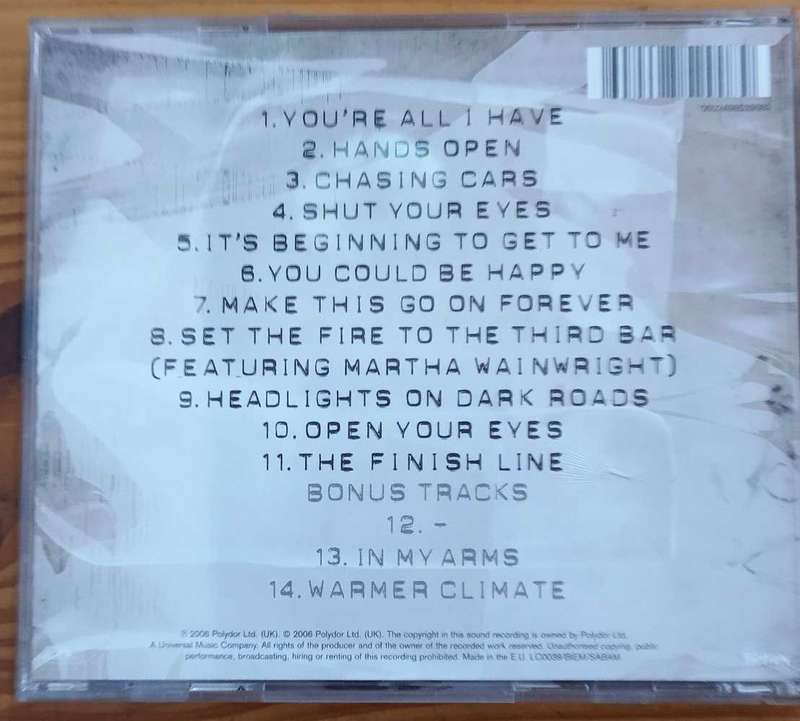 1. YOU'RE ALL I HAVE
2. HANDS OPEN
3. CHASING CARS
4. SHUT YOUR EYES
5. IT'S BEGINNING TO GET TO ME
6. YOU COULD BE HAPPY
7. MAKE THIS GO ON FOREVER
8. SET THE FIRE TO THE THIRD BAR
(FEATURING MARTHA WAINWRIGHT)
9. HEADLIGHTS ON DARK ROADS
10. OPEN YOUR EYES
11. THE FINISH LINE
BONUS TRACKS
12. -
13. IN MY ARMS
14. WARMER CLIMATE
℗ 2006 Polydor Ltd. (UK). © 2006 Polydor Ltd. (UK). The copyright in this sound recording is owned by Polydor Ltd.
A Universal Music Company. All rights of the producer and of the owner of the recorded work reserved. Unauthorised copying, public
performance, broadcasting, hiring or renting of this recording prohibited. Made in the E.U. LC00309/BIEM/SABAM